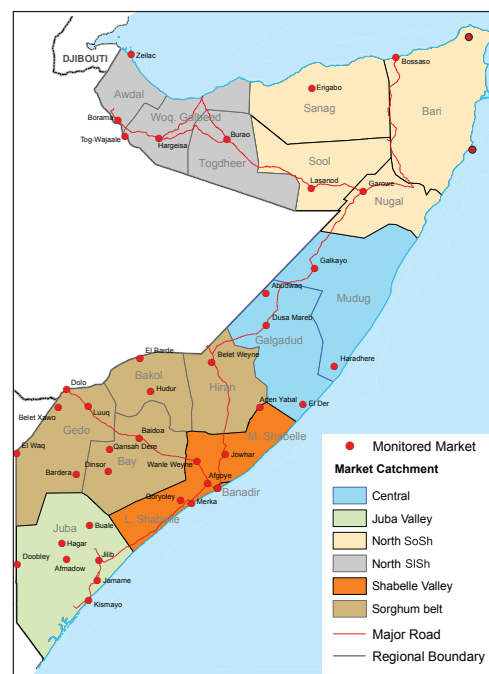 DJIBOUTI
Zeilac
Bossaso
Awdal
Erigabo
Sanag
Bari
Borama
Woq. Galbeed
Tog-Wajaale
Hargeisa
Burao
Togdheer
Sool
Lasanod
Garowe
Nugal
Galkayo
Abudwaq
Mudug
Dusa Mareb
Galgadud
El Barde
Belet Weyne
Haradhere
Bakol
Hiran
Dolo
Hudur
Aden Yabal
El Der
Belet Xawo
Luuq
Gedo
Baidoa
M. Shabelle
El Waq
Qansah Dere
Bay
Wanle Weyne
Jowhar
Dinsor
Bardera
Afgoye
Banadir
Qoryoley
Merka
L. Shabelle
Juba
Buale
Hagar
Doobley
Afmadow
Jilib
Jamame
Kismayo
Monitored Market
Market Catchment
Central
Juba Valley
North SoSh
North SlSh
Shabelle Valley
Sorghum belt
Major Road
Regional Boundary